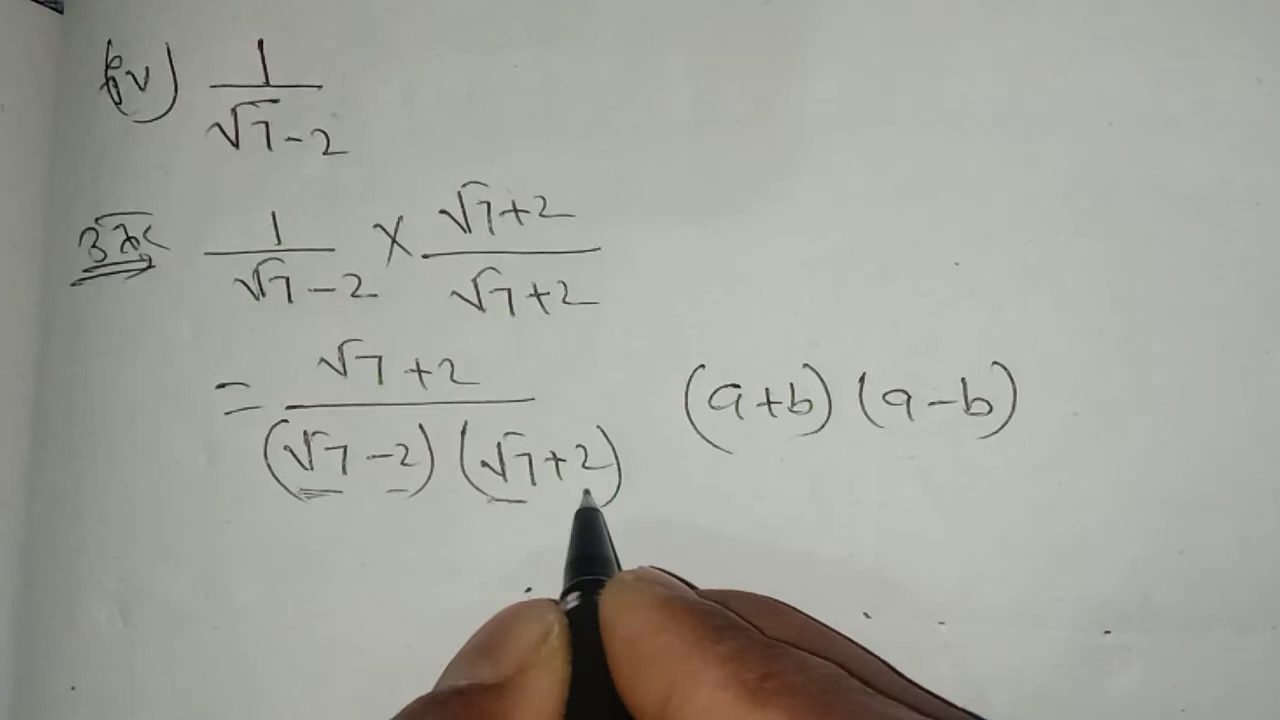 (iv) 1/(√7-2)
उत्तर 1/(√7-2) × (√7+2)/(√7+2)
= (√7+2)/((√7-2)(√7+2)) (a+b)(a-b)